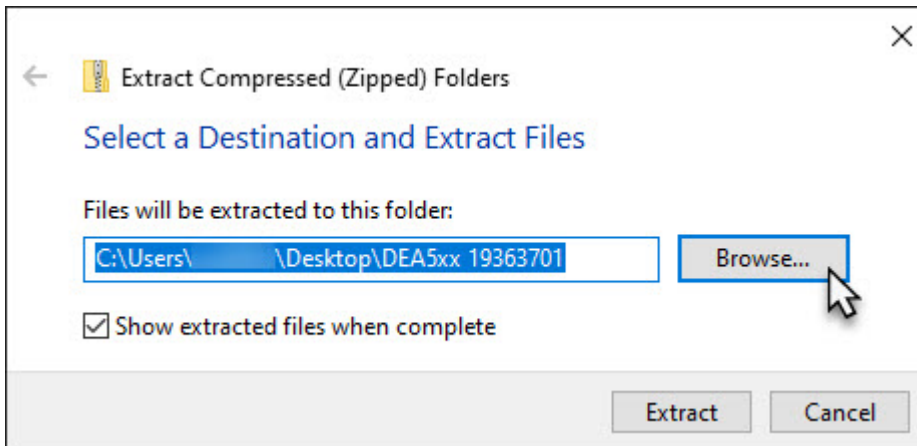 Extract Compressed (Zipped) Folders
Select a Destination and Extract Files
Files will be extracted to this folder:
C:\Users\ \Desktop\DEA5xx 19363701
Browse...
Show extracted files when complete
Extract
Cancel